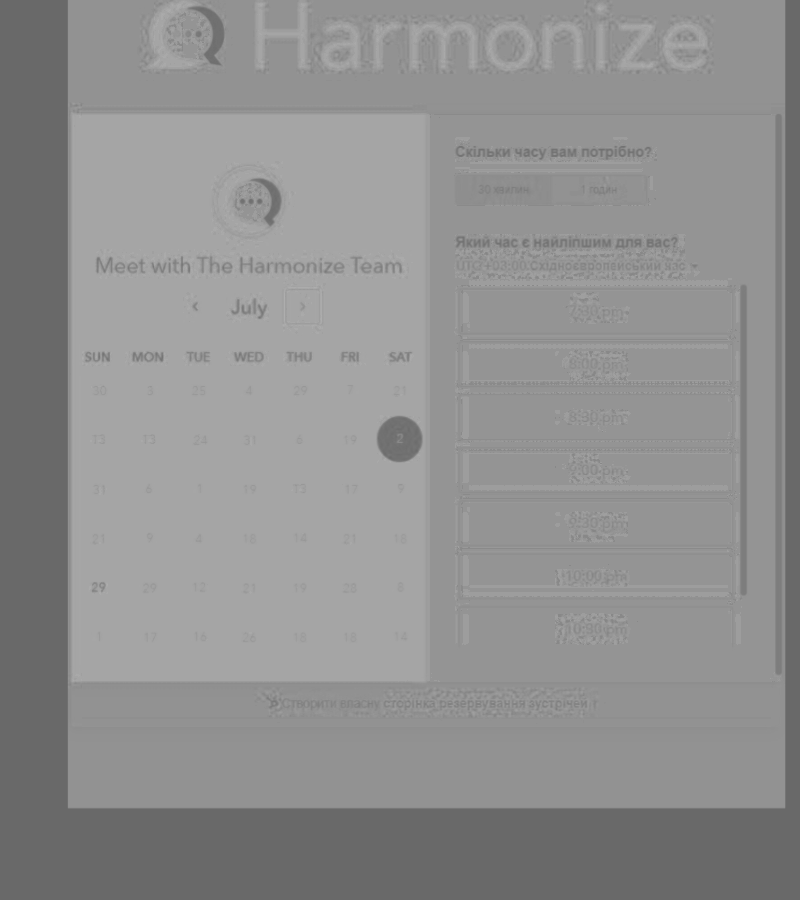 Harmonize
Meet with The Harmonize Team
July
SUN MON TUE WED THU FRI SAT
30 3 25 4 29 7 21
13 13 24 31 6 19 2
31 6 1 19 13 17 9
21 9 4 16 14 21 18
29 29 12 21 19 28 8
1 17 16 26 18 18 14
Скільки часу вам потрібно?
30 хвилин 1 годин
Який час є найліпшим для вас?
UTC+03:00 Східноєвропейський час
7:30 pm
8:00 pm
8:30 pm
9:00 pm
9:30 pm
10:00 pm
10:30 pm
Створити власну сторінка резервування зустрічей